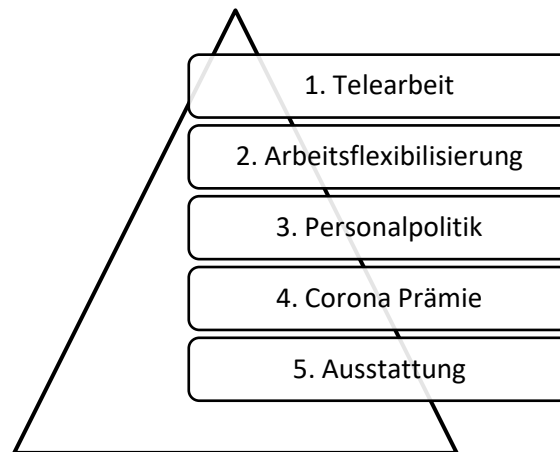 1. Telearbeit
2. Arbeitsflexibilisierung
3. Personalpolitik
4. Corona Prämie
5. Ausstattung